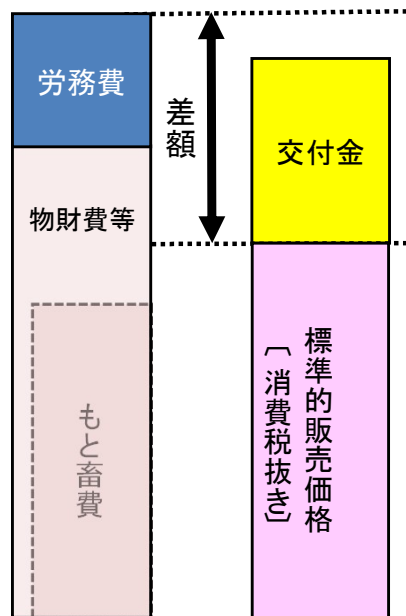 労務費
差額
交付金
物財費等
もと畜費
標準的販売価格
〔消費税抜き〕